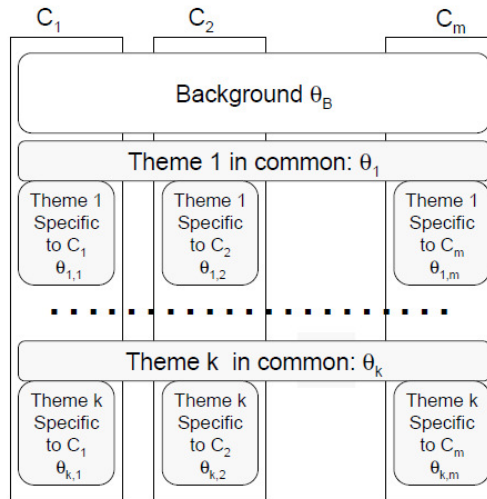 C₁ C₂ Cₘ
Background θ_B
Theme 1 in common: θ₁
Theme 1 Specific to C₁ θ₁,₁
Theme 1 Specific to C₂ θ₁,₂
Theme 1 Specific to Cₘ θ₁,ₘ
Theme k in common: θₖ
Theme k Specific to C₁ θₖ,₁
Theme k Specific to C₂ θₖ,₂
Theme k Specific to Cₘ θₖ,ₘ